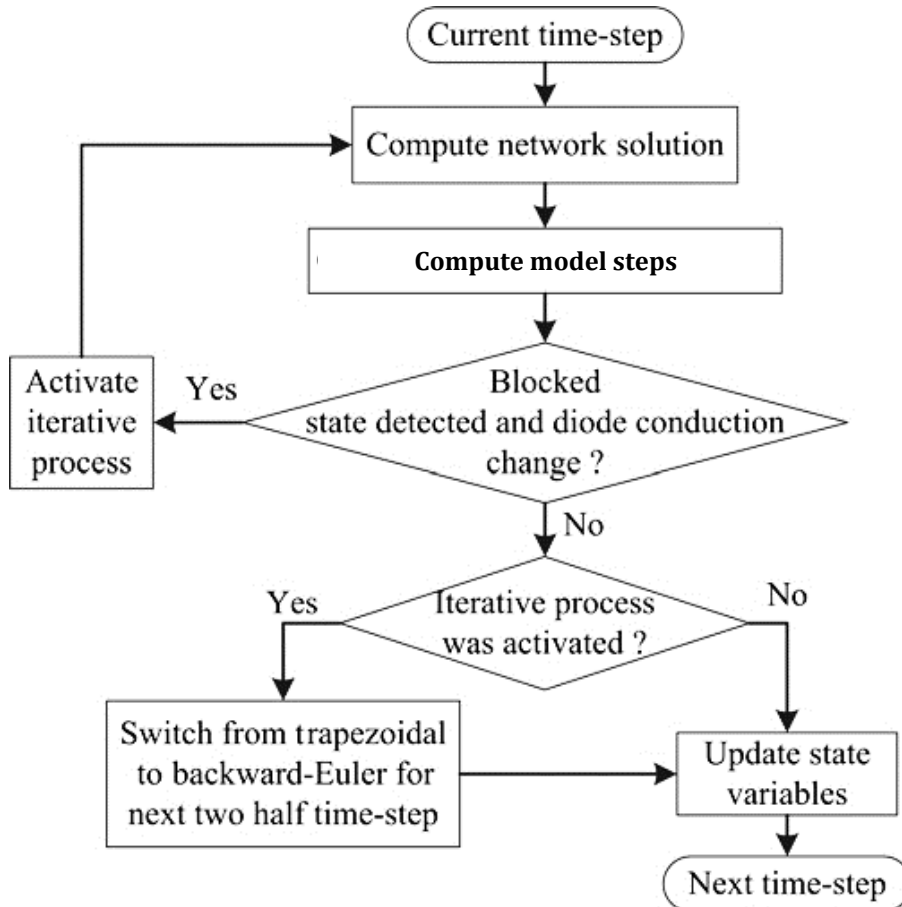 Current time-step
Compute network solution
Compute model steps
Activate
iterative
process
Yes
Blocked
state detected and diode conduction
change ?
No
Yes
Iterative process
was activated ?
No
Switch from trapezoidal
to backward-Euler for
next two half time-step
Update state
variables
Next time-step